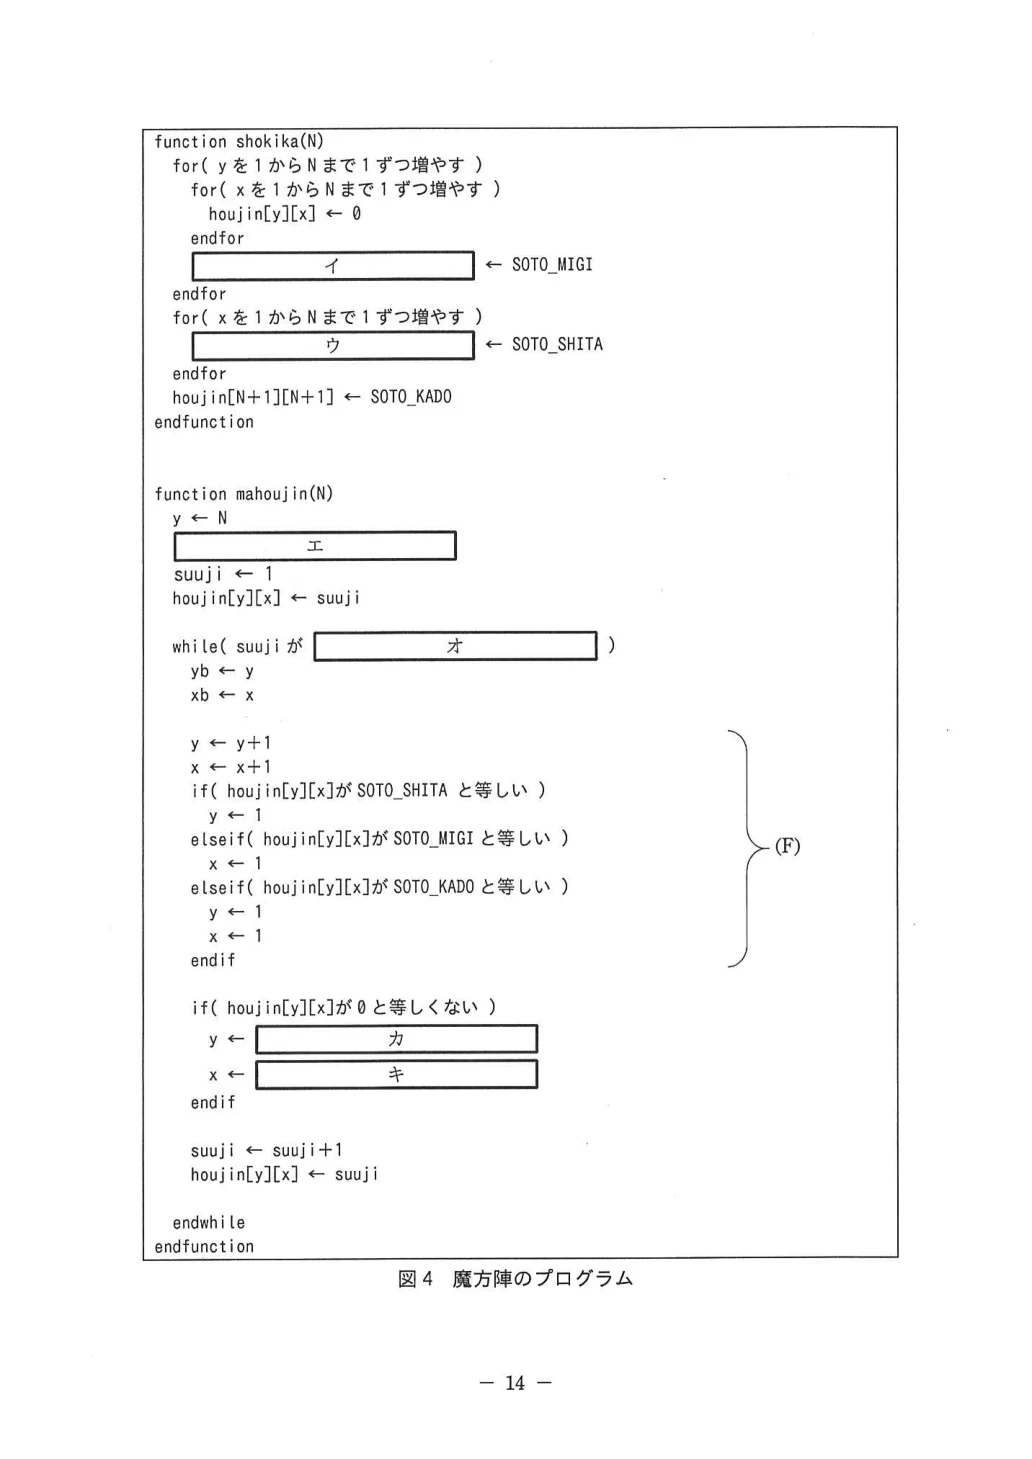 function shokika(N)
for( y を 1 から N まで 1 ずつ増やす )
for( x を 1 から N まで 1 ずつ増やす )
houjin[y][x] ← 0
endfor
イ ← SOTO_MIGI
endfor
for( x を 1 から N まで 1 ずつ増やす )
ウ ← SOTO_SHITA
endfor
houjin[N+1][N+1] ← SOTO_KADO
endfunction
function mahoujin(N)
y ← N
エ
suuji ← 1
houjin[y][x] ← suuji
while( suuji が オ )
yb ← y
xb ← x
y ← y+1
x ← x+1
if( houjin[y][x]が SOTO_SHITA と等しい )
y ← 1
elseif( houjin[y][x]が SOTO_MIGI と等しい )
x ← 1
elseif( houjin[y][x]が SOTO_KADO と等しい )
y ← 1
x ← 1
endif
(F)
if( houjin[y][x]が 0 と等しくない )
y ← カ
x ← キ
endif
suuji ← suuji+1
houjin[y][x] ← suuji
endwhile
endfunction
図 4 魔方陣のプログラム
― 14 ―